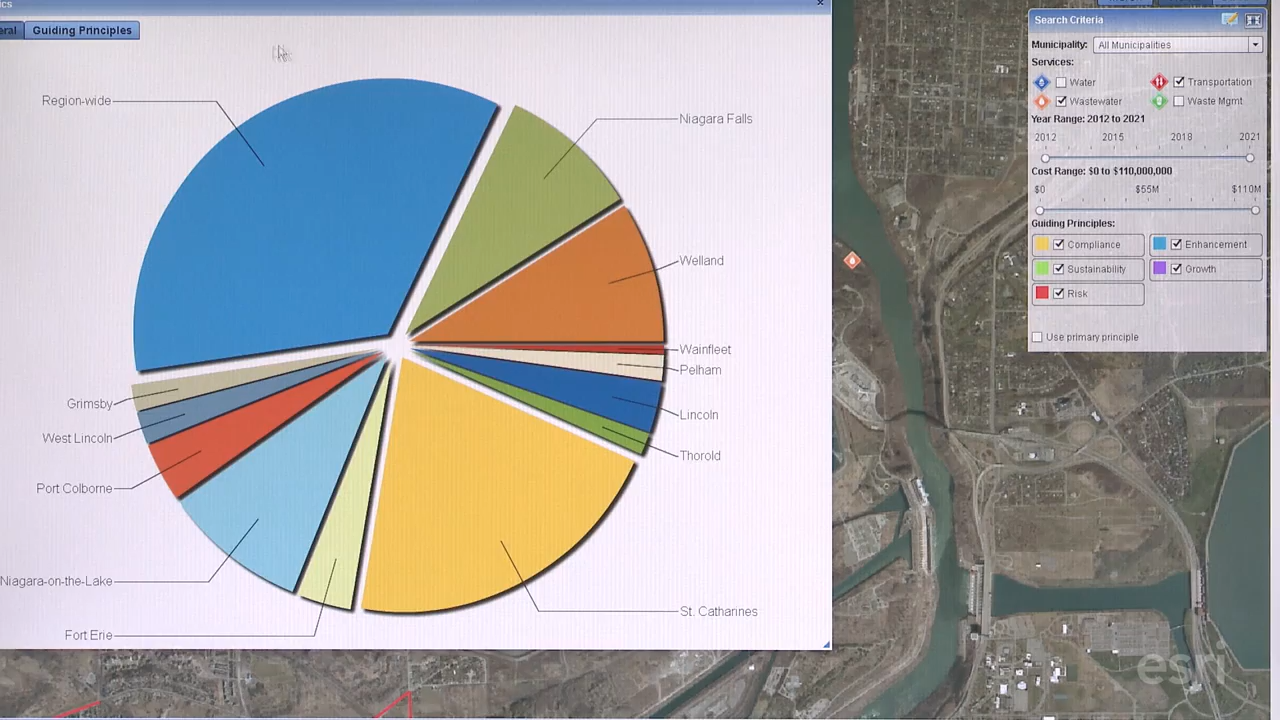 ics
eral
Guiding Principles
Region-wide
Niagara Falls
Welland
Wainfleet
Pelham
Lincoln
Thorold
St. Catharines
Fort Erie
Niagara-on-the-Lake
Port Colborne
West Lincoln
Grimsby
Search Criteria
Municipality: All Municipalities
Services:
Water Transportation
Wastewater Waste Mgmt
Year Range: 2012 to 2021
2012 2015 2018 2021
Cost Range: $0 to $110,000,000
$0 $55M $110M
Guiding Principles:
Compliance Enhancement
Sustainability Growth
Risk
Use primary principle
esri